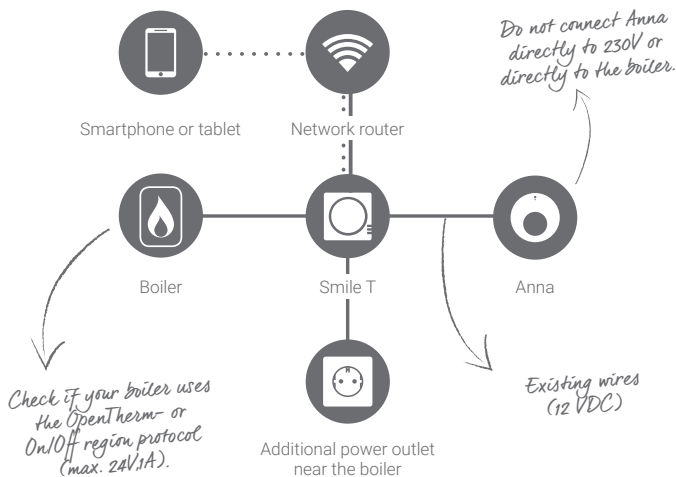 Do not connect Anna
directly to 230V or
directly to the boiler.
Smartphone or tablet
Network router
Boiler
Smile T
Anna
Check if your boiler uses
the OpenTherm- or
On/Off region protocol
(max. 24V,1A).
Existing wires
(12 VDC)
Additional power outlet
near the boiler